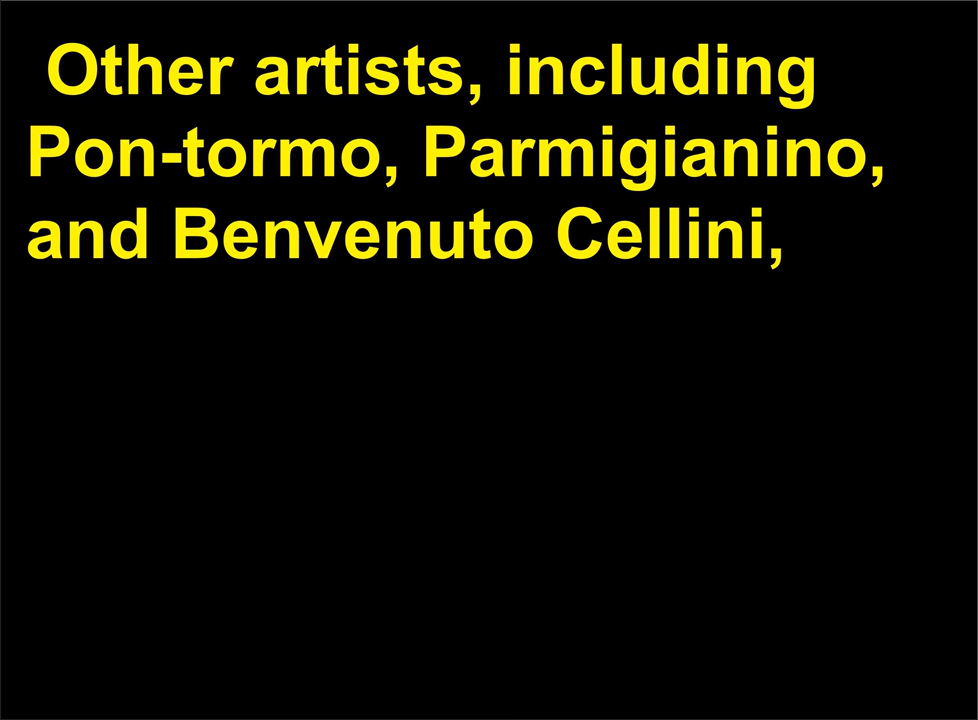 Other artists, including
Pon-tormo, Parmigianino,
and Benvenuto Cellini,